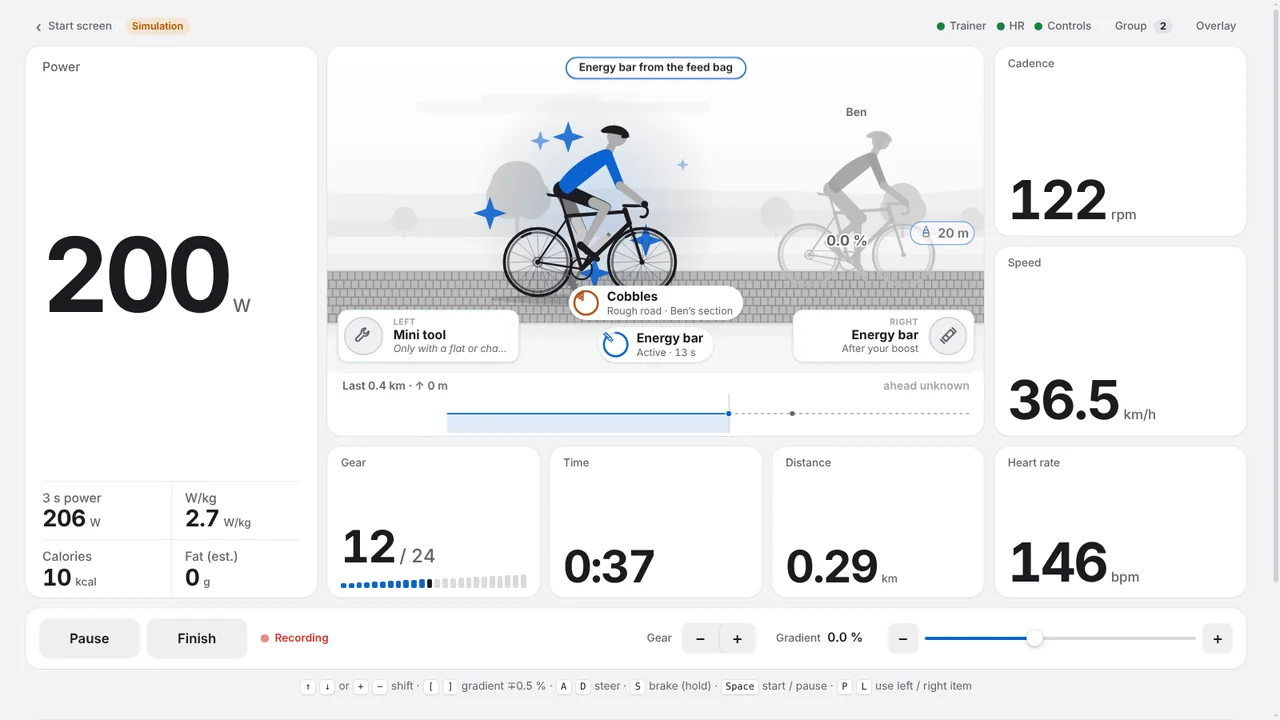 Start screen
Simulation
Trainer
HR
Controls
Group 2
Overlay
Power
200 W
3 s power
206 W
W/kg
2.7 W/kg
Calories
10 kcal
Fat (est.)
0 g
Energy bar from the feed bag
Ben
0.0 %
20 m
Cobbles
Rough road · Ben's section
LEFT
Mini tool
Only with a flat or cha…
Energy bar
Active · 13 s
RIGHT
Energy bar
After your boost
Last 0.4 km · ↑ 0 m
ahead unknown
Cadence
122 rpm
Speed
36.5 km/h
Gear
12 / 24
Time
0:37
Distance
0.29 km
Heart rate
146 bpm
Pause
Finish
Recording
Gear
− +
Gradient 0.0 %
− +
↑ ↓ or + − shift · [ ] gradient ∓0.5 % · A D steer · S brake (hold) · Space start / pause · P L use left / right item